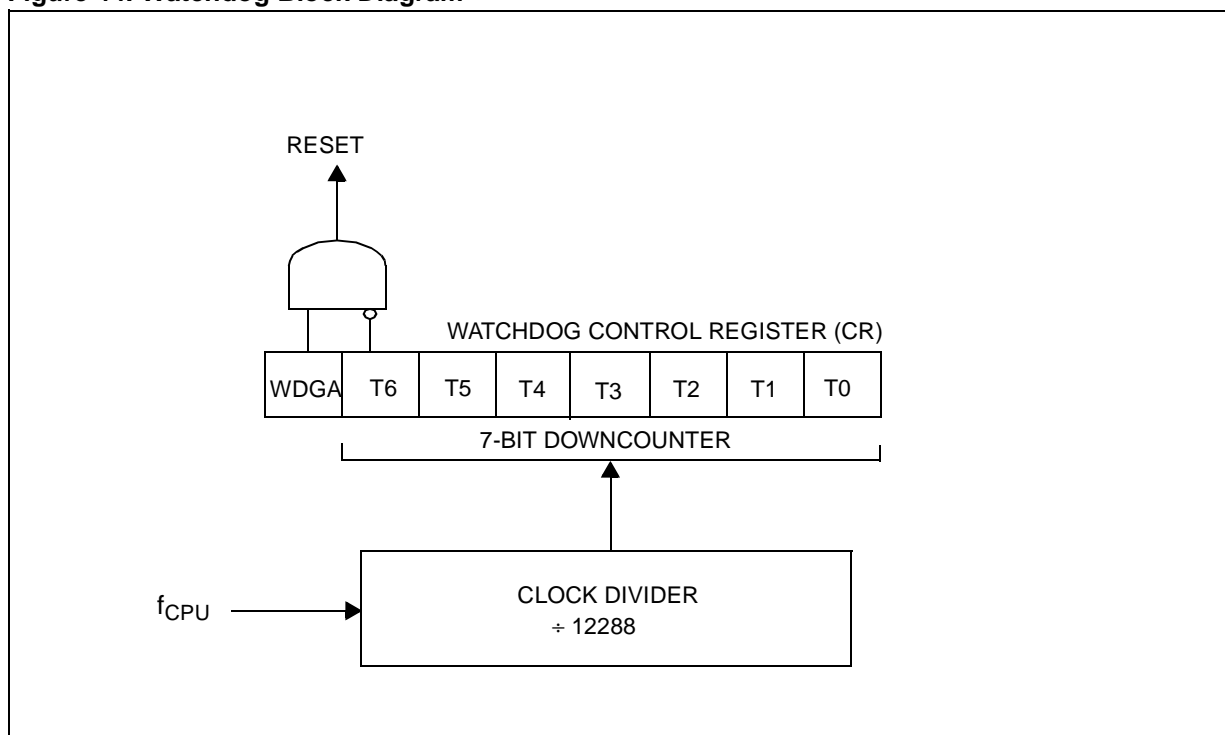 Figure Watchdog Block Diagram
RESET
WATCHDOG CONTROL REGISTER (CR)
WDGA T6 T5 T4 T3 T2 T1 T0
7-BIT DOWNCOUNTER
fCPU
CLOCK DIVIDER
÷ 12288